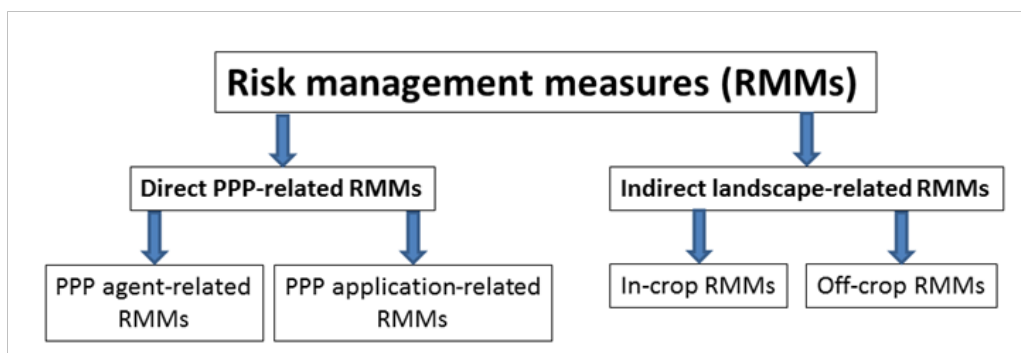 Risk management measures (RMMs)
Direct PPP-related RMMs
Indirect landscape-related RMMs
PPP agent-related
RMMs
PPP application-related
RMMs
In-crop RMMs
Off-crop RMMs